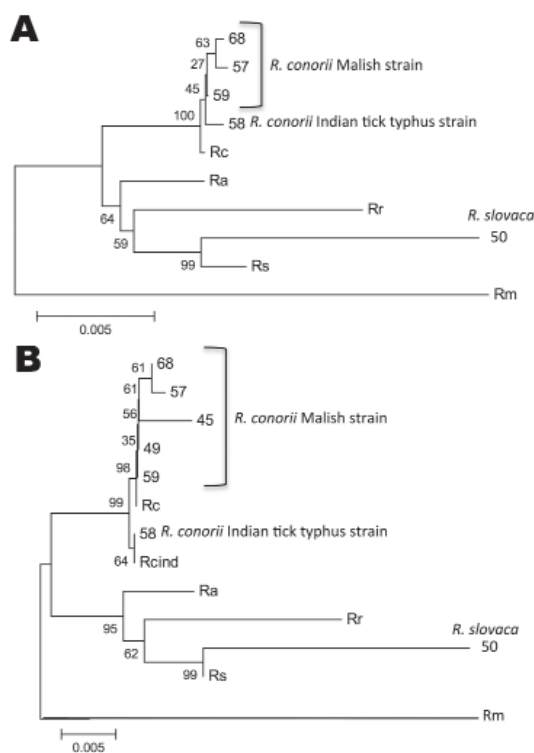 A
63 68
27 57 R. conorii Malish strain
45 59
100 58 R. conorii Indian tick typhus strain
Rc
Ra
64 Rr
R. slovaca
59 50
99 Rs
Rm
0.005
B
61 68
61 57
56 45 R. conorii Malish strain
35 49
98 59
99 Rc
58 R. conorii Indian tick typhus strain
64 Rcind
Ra
95 Rr
R. slovaca
62 50
99 Rs
Rm
0.005